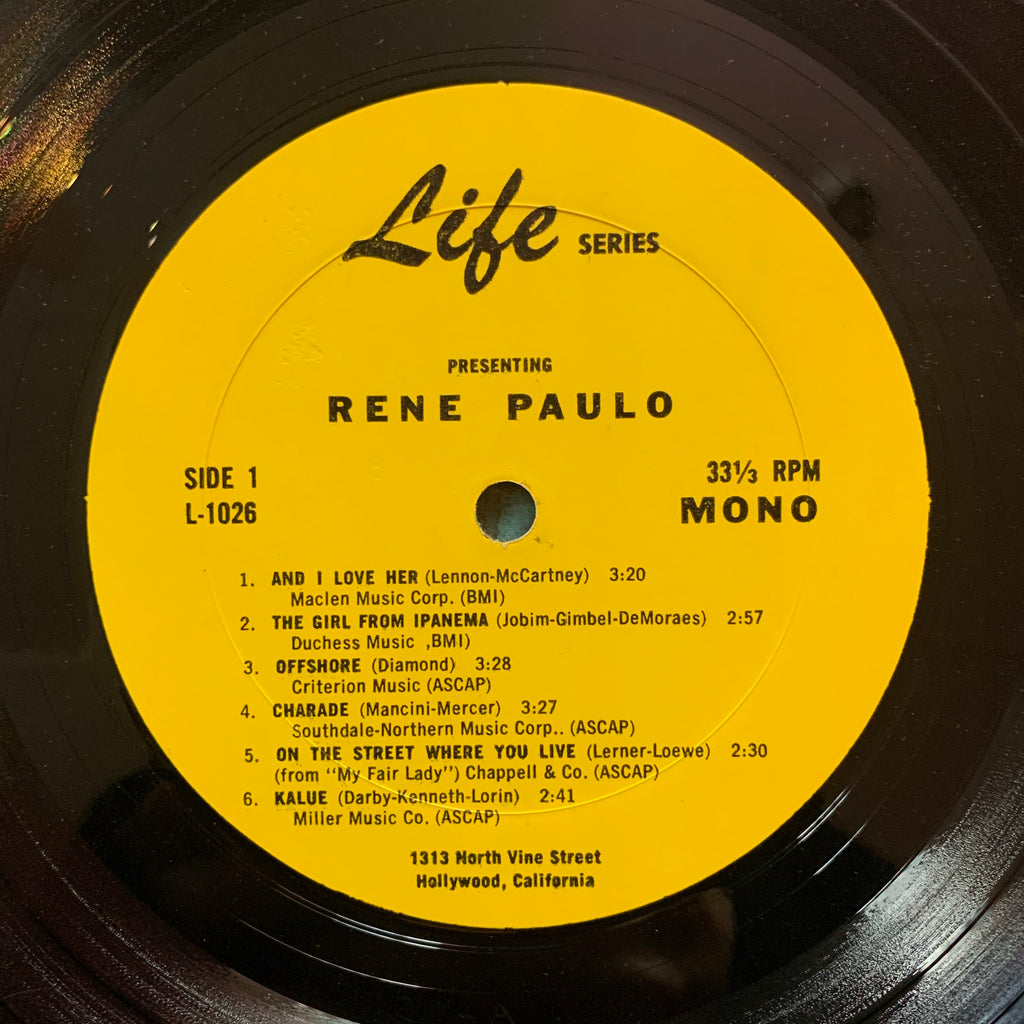 Life SERIES
PRESENTING
RENE PAULO
SIDE 1
L-1026
33⅓ RPM
MONO
1. AND I LOVE HER (Lennon-McCartney) 3:20
Maclen Music Corp. (BMI)
2. THE GIRL FROM IPANEMA (Jobim-Gimbel-DeMoraes) 2:57
Duchess Music ,BMI)
3. OFFSHORE (Diamond) 3:28
Criterion Music (ASCAP)
4. CHARADE (Mancini-Mercer) 3:27
Southdale-Northern Music Corp.. (ASCAP)
5. ON THE STREET WHERE YOU LIVE (Lerner-Loewe) 2:30
(from "My Fair Lady") Chappell & Co. (ASCAP)
6. KALUE (Darby-Kenneth-Lorin) 2:41
Miller Music Co. (ASCAP)
1313 North Vine Street
Hollywood, California